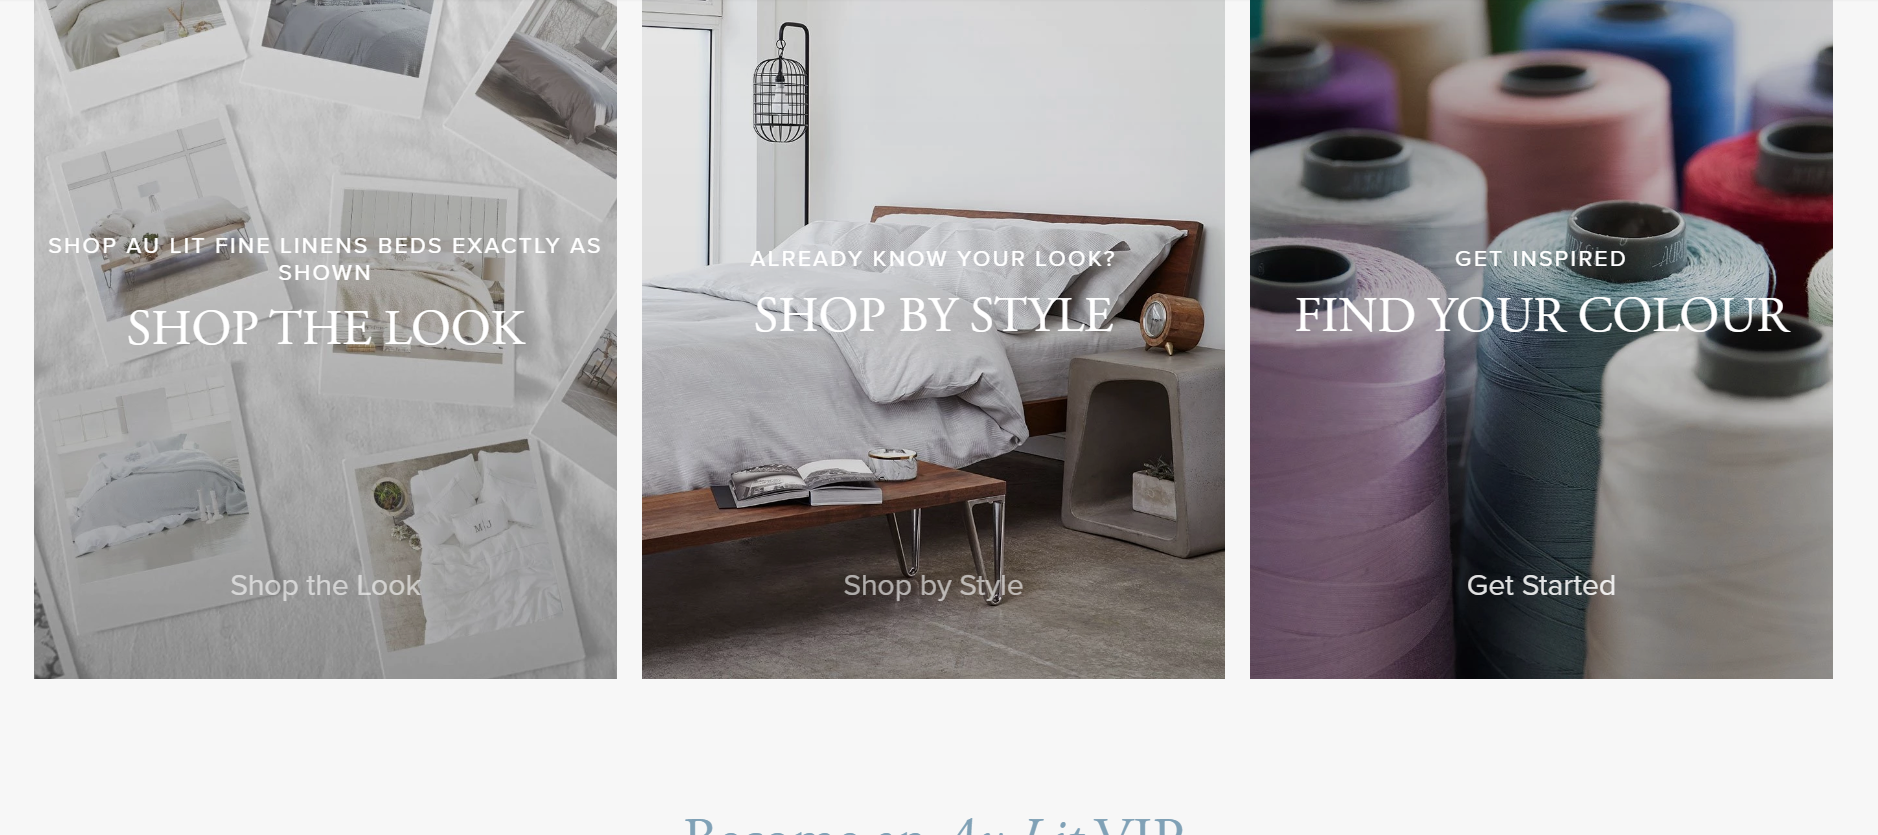 SHOP AU LIT FINE LINENS BEDS EXACTLY AS
SHOWN
SHOP THE LOOK
Shop the Look
ALREADY KNOW YOUR LOOK?
SHOP BY STYLE
Shop by Style
GET INSPIRED
FIND YOUR COLOUR
Get Started
M|J
Become an Au Lit VIP